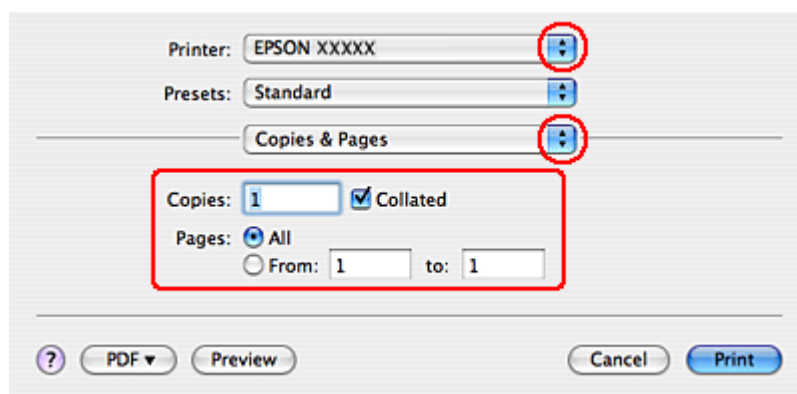 Printer: EPSON XXXXX
Presets: Standard
Copies & Pages
Copies: 1 Collated
Pages: All
From: 1 to: 1
? PDF ▼ Preview Cancel Print